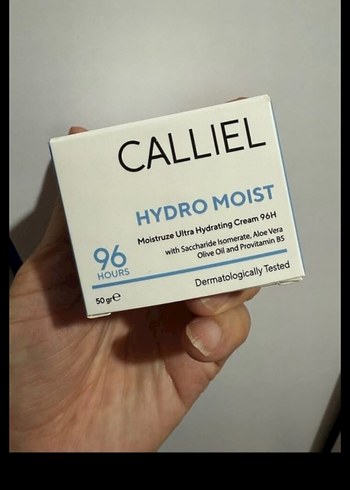 CALLIEL
HYDRO MOIST
Moistruze Ultra Hydrating Cream 96H
with Saccharide Isomerate, Aloe Vera
Olive Oil and Provitamin B5
96
HOURS
Dermatologically Tested
50 gr℮